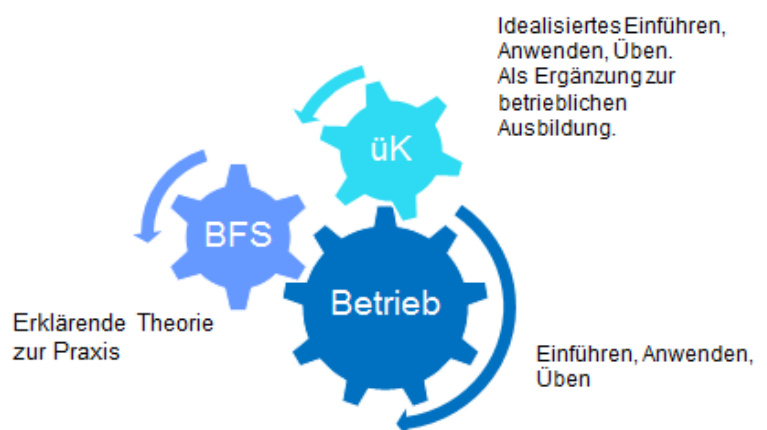 Idealisiertes Einführen,
Anwenden, Üben.
Als Ergänzung zur
betrieblichen
Ausbildung.
üK
BFS
Betrieb
Erklärende Theorie
zur Praxis
Einführen, Anwenden,
Üben